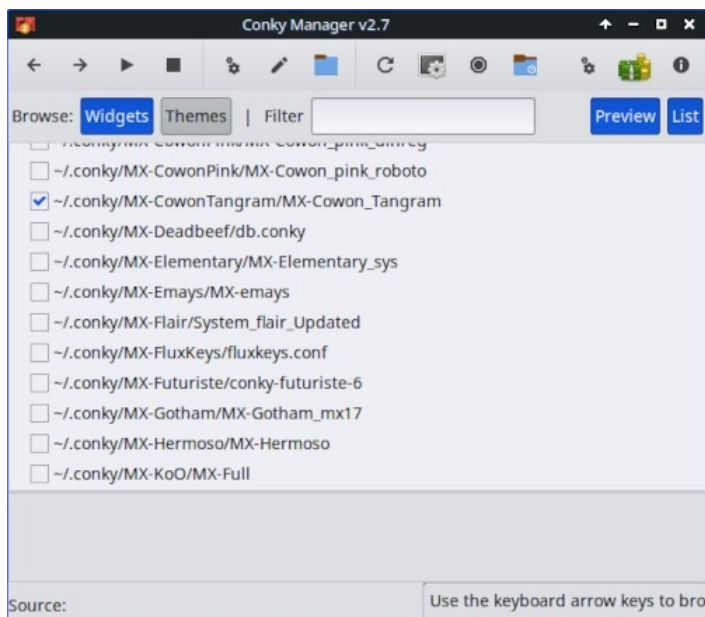 Conky Manager v2.7
Browse: Widgets Themes | Filter Preview List
~/.conky/MX-CowonPink/MX-Cowon_pink_roboto
~/.conky/MX-CowonTangram/MX-Cowon_Tangram
~/.conky/MX-Deadbeef/db.conky
~/.conky/MX-Elementary/MX-Elementary_sys
~/.conky/MX-Emays/MX-emays
~/.conky/MX-Flair/System_flair_Updated
~/.conky/MX-FluxKeys/fluxkeys.conf
~/.conky/MX-Futuriste/conky-futuriste-6
~/.conky/MX-Gotham/MX-Gotham_mx17
~/.conky/MX-Hermoso/MX-Hermoso
~/.conky/MX-KoO/MX-Full
Source: Use the keyboard arrow keys to bro